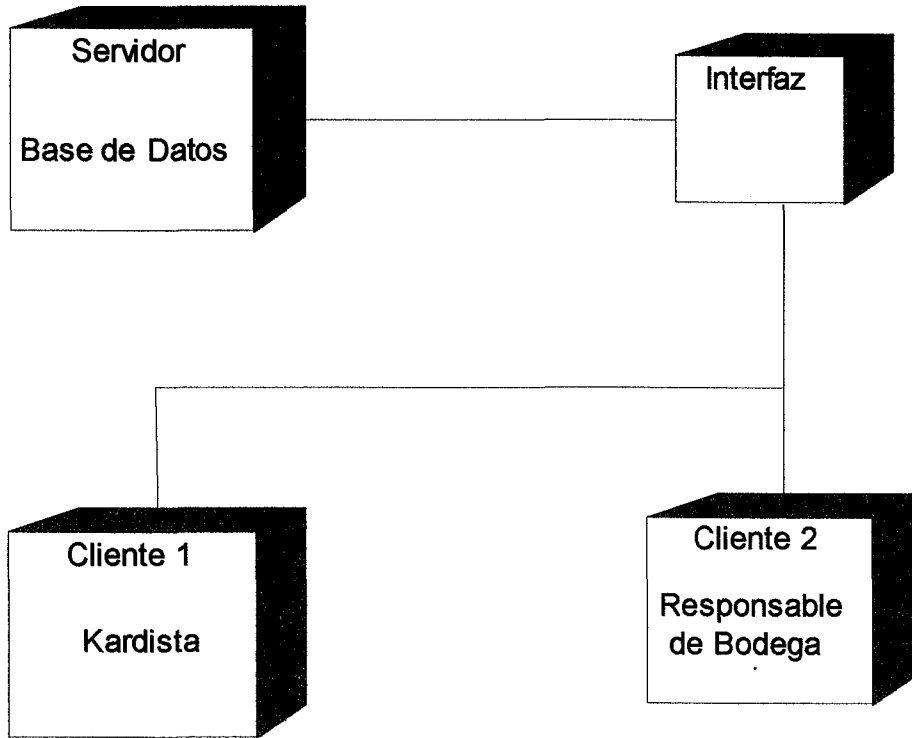 Servidor
Base de Datos
Interfaz
Cliente 1
Kardista
Cliente 2
Responsable
de Bodega